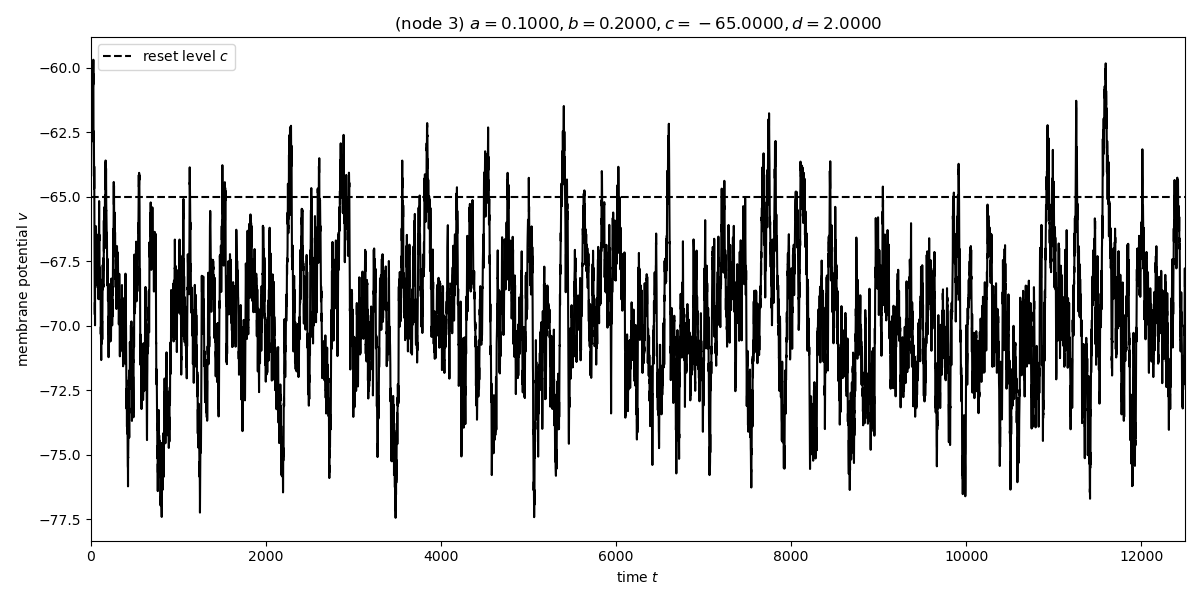 (node 3) a = 0.1000, b = 0.2000, c = −65.0000, d = 2.0000
reset level c
membrane potential v
−60.0
−62.5
−65.0
−67.5
−70.0
−72.5
−75.0
−77.5
0 2000 4000 6000 8000 10000 12000
time t